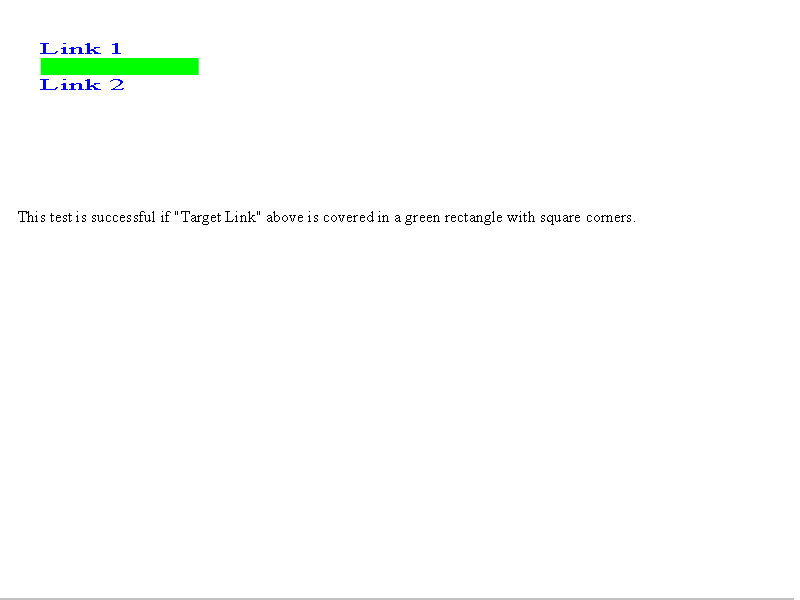 Link 1
Link 2
This test is successful if "Target Link" above is covered in a green rectangle with square corners.